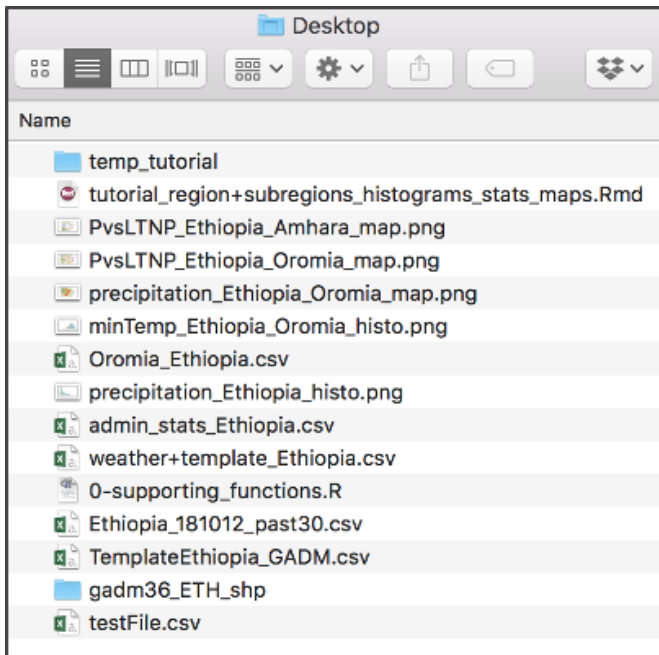 Desktop
Name
temp_tutorial
tutorial_region+subregions_histograms_stats_maps.Rmd
PvsLTNP_Ethiopia_Amhara_map.png
PvsLTNP_Ethiopia_Oromia_map.png
precipitation_Ethiopia_Oromia_map.png
minTemp_Ethiopia_Oromia_histo.png
Oromia_Ethiopia.csv
precipitation_Ethiopia_histo.png
admin_stats_Ethiopia.csv
weather+template_Ethiopia.csv
0-supporting_functions.R
Ethiopia_181012_past30.csv
TemplateEthiopia_GADM.csv
gadm36_ETH_shp
testFile.csv